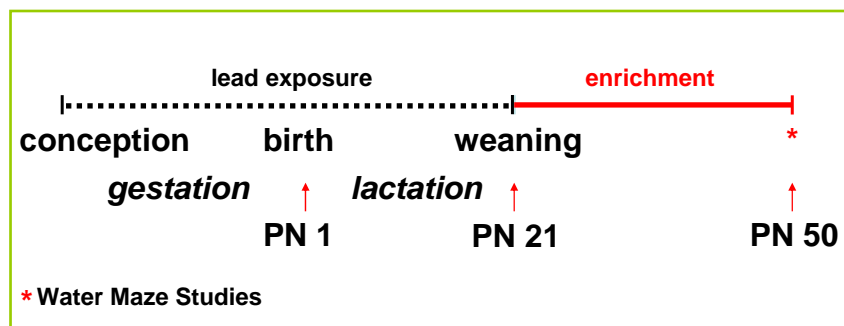 lead exposure enrichment
conception birth weaning *
gestation lactation
PN 1 PN 21 PN 50
* Water Maze Studies